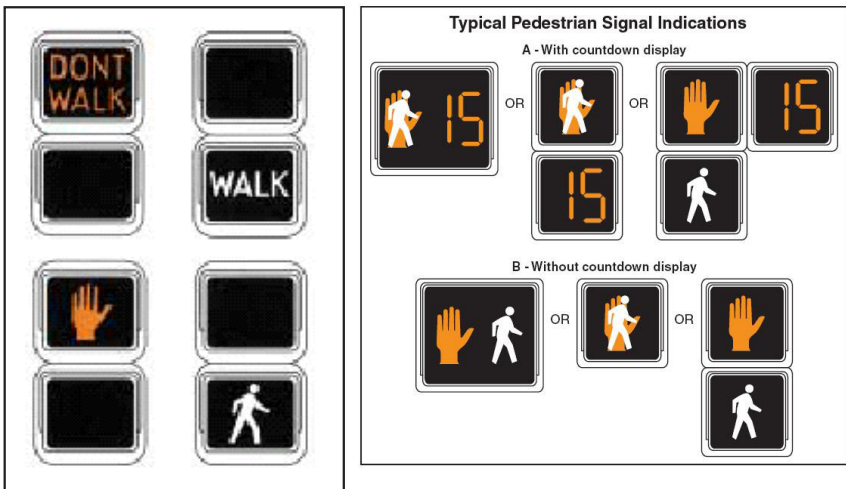 DONT
WALK
WALK
Typical Pedestrian Signal Indications
A - With countdown display
15 OR OR 15
15
B - Without countdown display
OR OR